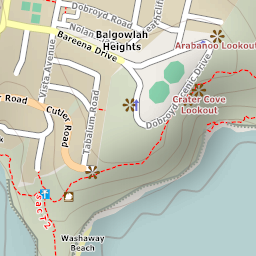 Dobroyd Road
Nolan
Balgowlah
Heights
Bareena Drive
Arabanoo Lookout
Vista Avenue
Road
Cutler Road
Tabalum Road
Crater Cove
Lookout
Dobroyd Scenic Drive
Washaway
Beach